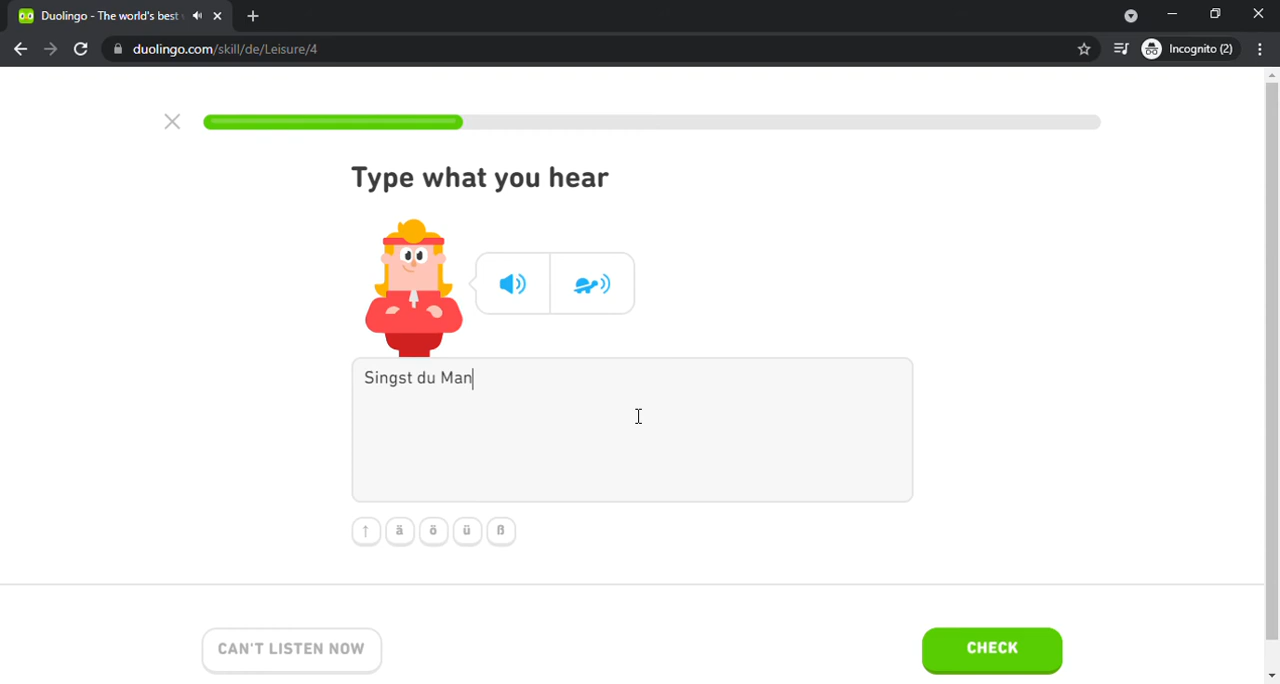 Duolingo - The world's best
duolingo.com/skill/de/Leisure/4
Incognito (2)
Type what you hear
Singst du Man
↑ ä ö ü ß
CAN'T LISTEN NOW
CHECK